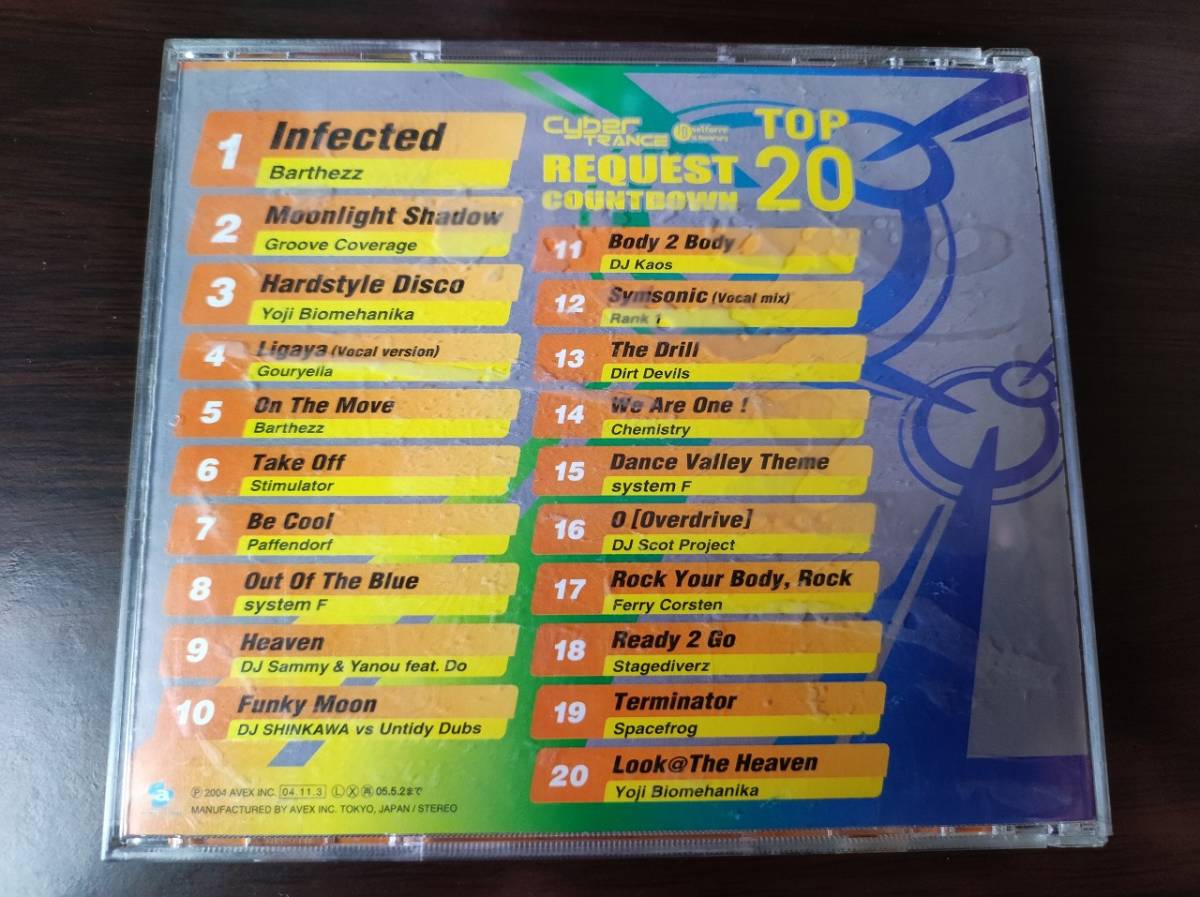 1 Infected
Barthezz
2 Moonlight Shadow
Groove Coverage
3 Hardstyle Disco
Yoji Biomehanika
4 Ligaya (Vocal version)
Gouryella
5 On The Move
Barthezz
6 Take Off
Stimulator
7 Be Cool
Paffendorf
8 Out Of The Blue
system F
9 Heaven
DJ Sammy & Yanou feat. Do
10 Funky Moon
DJ SHINKAWA vs Untidy Dubs
Cyber
TRANCE
REQUEST
COUNTDOWN
TOP
20
11 Body 2 Body
DJ Kaos
12 Symsonic (Vocal mix)
Rank 1
13 The Drill
Dirt Devils
14 We Are One !
Chemistry
15 Dance Valley Theme
system F
16 O [Overdrive]
DJ Scot Project
17 Rock Your Body, Rock
Ferry Corsten
18 Ready 2 Go
Stagediverz
19 Terminator
Spacefrog
20 Look@The Heaven
Yoji Biomehanika
a
Ⓟ 2004 AVEX INC. 04.11.3 Ⓛ Ⓧ ㊐ 05.5.2まで
MANUFACTURED BY AVEX INC. TOKYO, JAPAN / STEREO